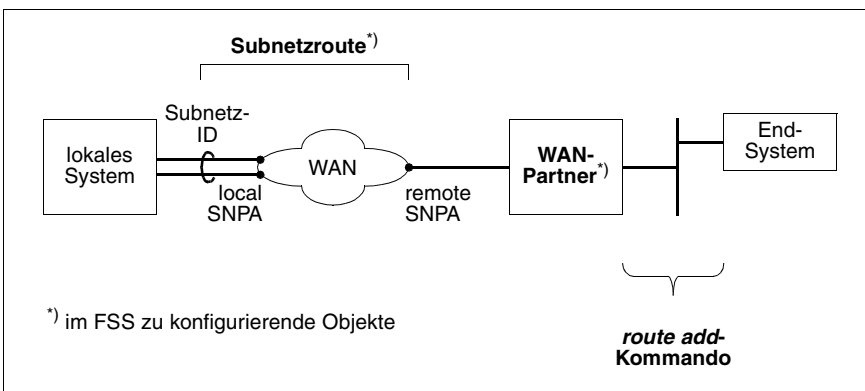 Subnetzroute*)
Subnetz-
ID
lokales
System
WAN
local
SNPA
remote
SNPA
WAN-
Partner*)
End-
System
*) im FSS zu konfigurierende Objekte
route add-
Kommando